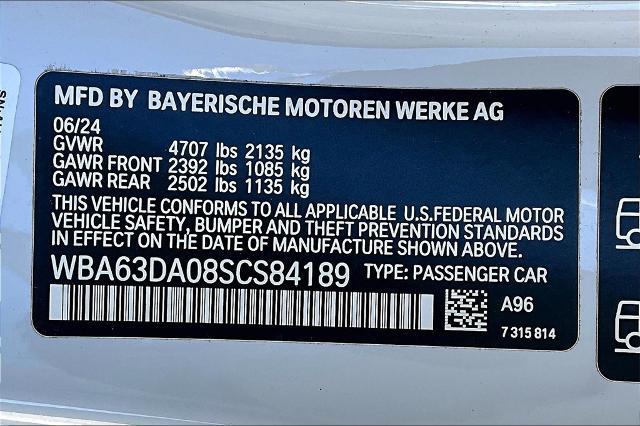 MFD BY BAYERISCHE MOTOREN WERKE AG
06/24
GVWR 4707 lbs 2135 kg
GAWR FRONT 2392 lbs 1085 kg
GAWR REAR 2502 lbs 1135 kg
THIS VEHICLE CONFORMS TO ALL APPLICABLE U.S.FEDERAL MOTOR
VEHICLE SAFETY, BUMPER AND THEFT PREVENTION STANDARDS
IN EFFECT ON THE DATE OF MANUFACTURE SHOWN ABOVE.
WBA63DA08SCS84189 TYPE: PASSENGER CAR
A96
7 315 814